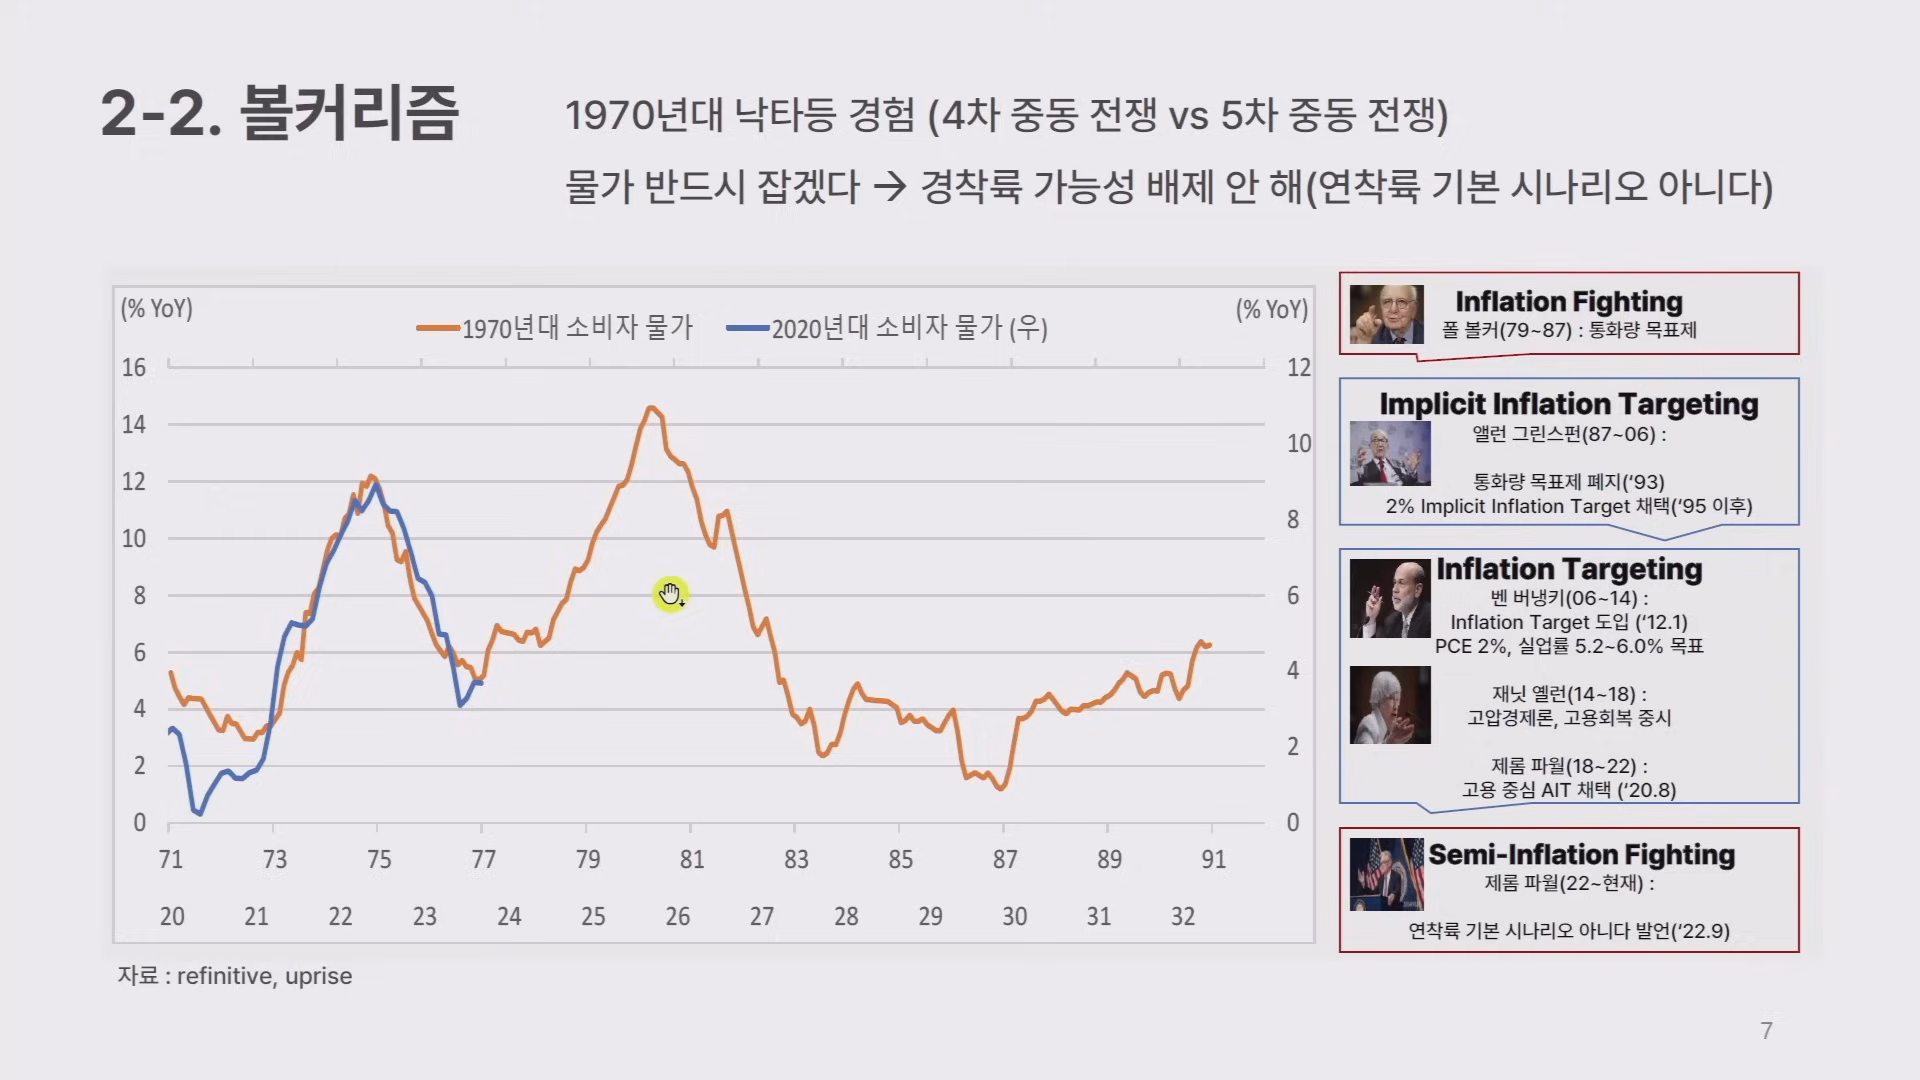 2-2. 볼커리즘
1970년대 낙타등 경험 (4차 중동 전쟁 vs 5차 중동 전쟁)
물가 반드시 잡겠다 → 경착륙 가능성 배제 안 해(연착륙 기본 시나리오 아니다)
(% YoY)
(% YoY)
1970년대 소비자 물가
2020년대 소비자 물가 (우)
16
14
12
10
8
6
4
2
0
12
10
8
6
4
2
0
71 73 75 77 79 81 83 85 87 89 91
20 21 22 23 24 25 26 27 28 29 30 31 32
자료 : refinitive, uprise
Inflation Fighting
폴 볼커(79~87) : 통화량 목표제
Implicit Inflation Targeting
앨런 그린스펀(87~06) :
통화량 목표제 폐지(‘93)
2% Implicit Inflation Target 채택(‘95 이후)
Inflation Targeting
벤 버냉키(06~14) :
Inflation Target 도입 (‘12.1)
PCE 2%, 실업률 5.2~6.0% 목표
재닛 옐런(14~18) :
고압경제론, 고용회복 중시
제롬 파월(18~22) :
고용 중심 AIT 채택 (‘20.8)
Semi-Inflation Fighting
제롬 파월(22~현재) :
연착륙 기본 시나리오 아니다 발언(‘22.9)
7